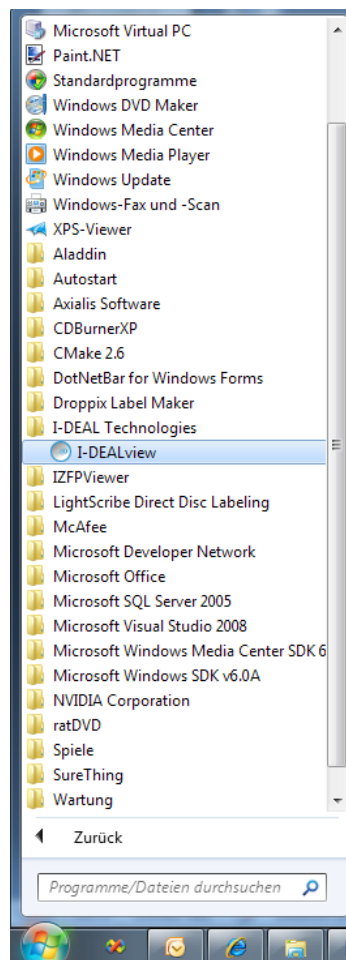 Microsoft Virtual PC
Paint.NET
Standardprogramme
Windows DVD Maker
Windows Media Center
Windows Media Player
Windows Update
Windows-Fax und -Scan
XPS-Viewer
Aladdin
Autostart
Axialis Software
CDBurnerXP
CMake 2.6
DotNetBar for Windows Forms
Droppix Label Maker
I-DEAL Technologies
I-DEALview
IZFPViewer
LightScribe Direct Disc Labeling
McAfee
Microsoft Developer Network
Microsoft Office
Microsoft SQL Server 2005
Microsoft Visual Studio 2008
Microsoft Windows Media Center SDK 6
Microsoft Windows SDK v6.0A
NVIDIA Corporation
ratDVD
Spiele
SureThing
Wartung
Zurück
Programme/Dateien durchsuchen